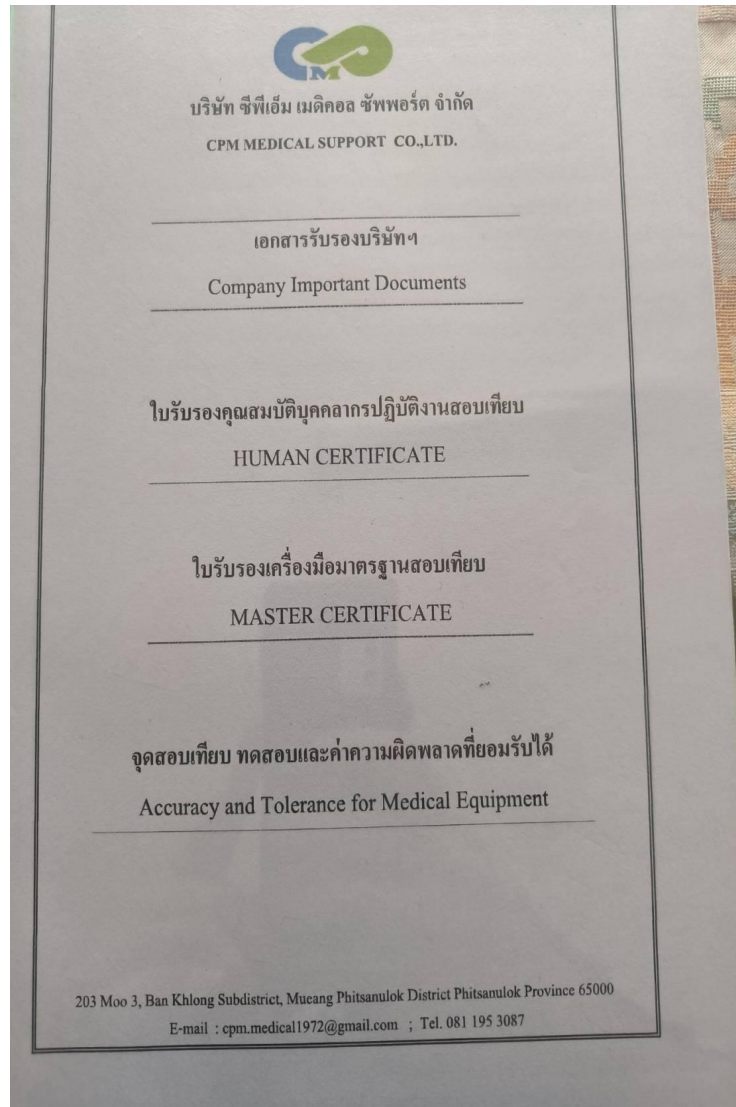 CPM
บริษัท ซีพีเอ็ม เมดิคอล ซัพพอร์ต จำกัด
CPM MEDICAL SUPPORT CO.,LTD.
เอกสารรับรองบริษัทฯ
Company Important Documents
ใบรับรองคุณสมบัติบุคคลากรปฏิบัติงานสอบเทียบ
HUMAN CERTIFICATE
ใบรับรองเครื่องมือมาตรฐานสอบเทียบ
MASTER CERTIFICATE
จุดสอบเทียบ ทดสอบและค่าความผิดพลาดที่ยอมรับได้
Accuracy and Tolerance for Medical Equipment
203 Moo 3, Ban Khlong Subdistrict, Mueang Phitsanulok District Phitsanulok Province 65000
E-mail : cpm.medical1972@gmail.com ; Tel. 081 195 3087